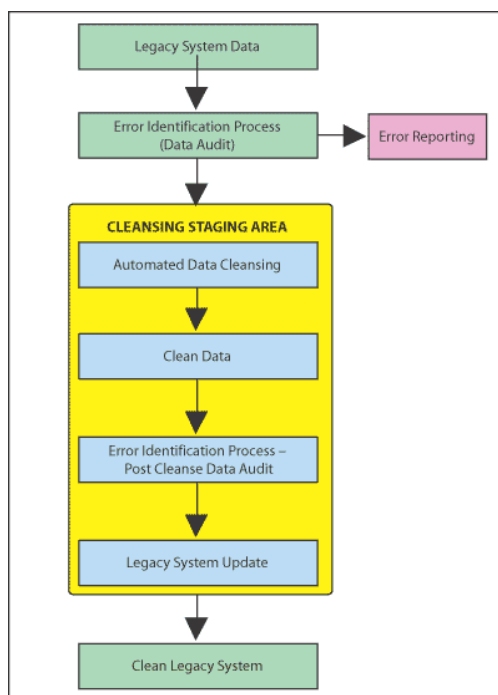 Legacy System Data
Error Identification Process
(Data Audit)
Error Reporting
CLEANSING STAGING AREA
Automated Data Cleansing
Clean Data
Error Identification Process –
Post Cleanse Data Audit
Legacy System Update
Clean Legacy System